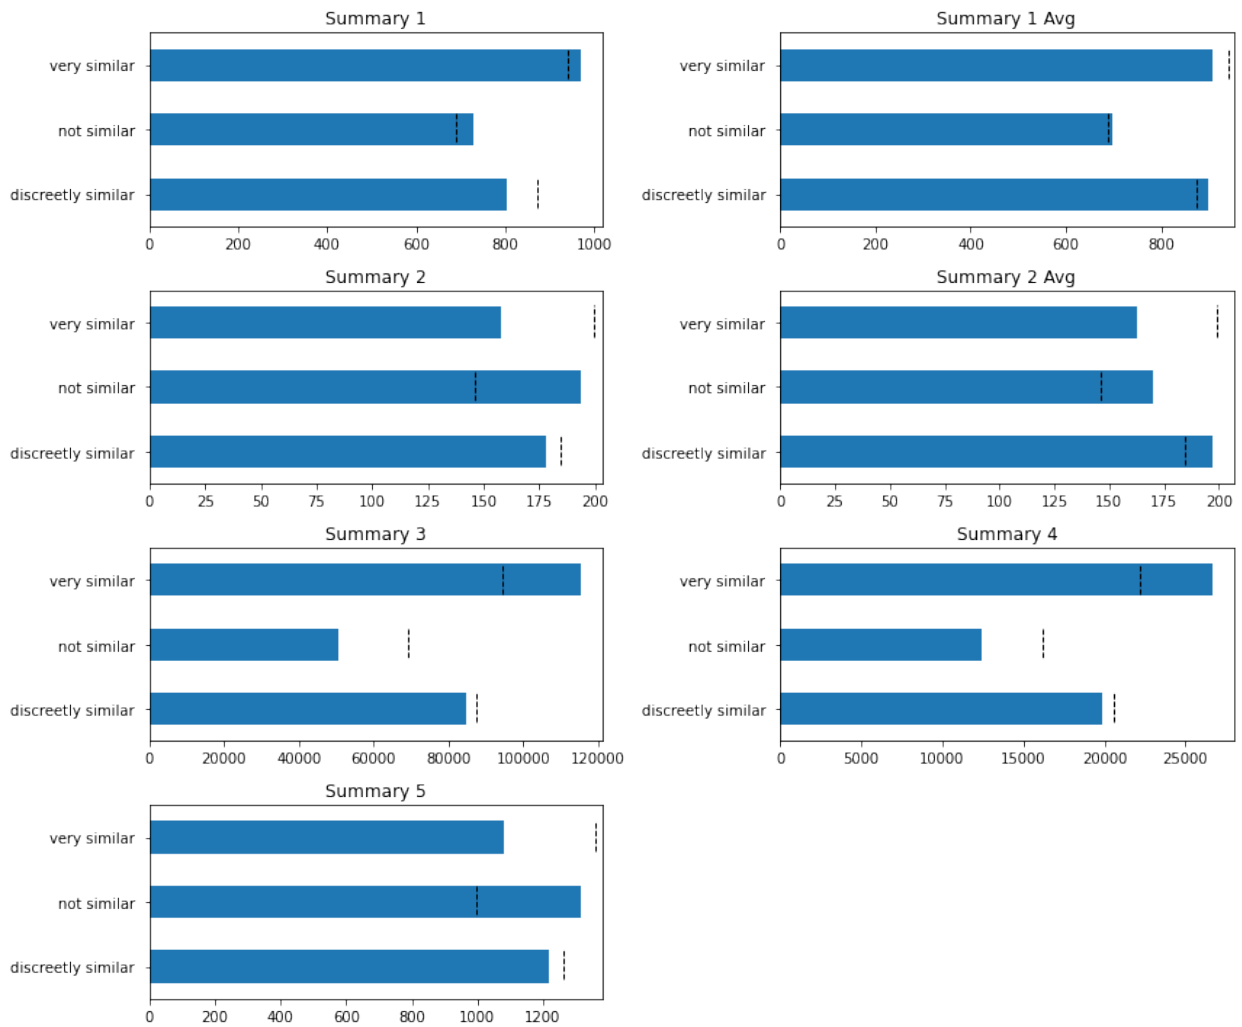 Summary 1
very similar
not similar
discreetly similar
0 200 400 600 800 1000
Summary 1 Avg
very similar
not similar
discreetly similar
0 200 400 600 800
Summary 2
very similar
not similar
discreetly similar
0 25 50 75 100 125 150 175 200
Summary 2 Avg
very similar
not similar
discreetly similar
0 25 50 75 100 125 150 175 200
Summary 3
very similar
not similar
discreetly similar
0 20000 40000 60000 80000 100000 120000
Summary 4
very similar
not similar
discreetly similar
0 5000 10000 15000 20000 25000
Summary 5
very similar
not similar
discreetly similar
0 200 400 600 800 1000 1200